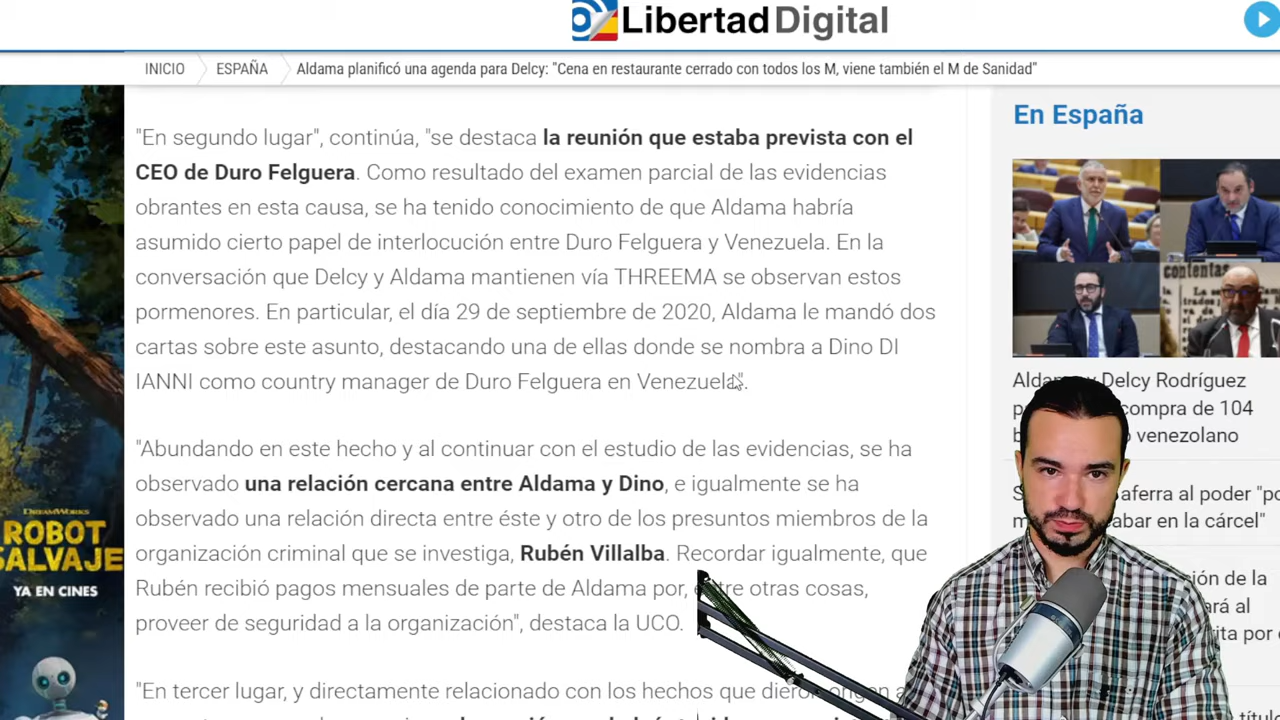 Libertad Digital
INICIO
ESPAÑA
Aldama planificó una agenda para Delcy: "Cena en restaurante cerrado con todos los M, viene también el M de Sanidad"
"En segundo lugar", continúa, "se destaca la reunión que estaba prevista con el
CEO de Duro Felguera. Como resultado del examen parcial de las evidencias
obrantes en esta causa, se ha tenido conocimiento de que Aldama habría
asumido cierto papel de interlocución entre Duro Felguera y Venezuela. En la
conversación que Delcy y Aldama mantienen vía THREEMA se observan estos
pormenores. En particular, el día 29 de septiembre de 2020, Aldama le mandó dos
cartas sobre este asunto, destacando una de ellas donde se nombra a Dino DI
IANNI como country manager de Duro Felguera en Venezuela".
"Abundando en este hecho y al continuar con el estudio de las evidencias, se ha
observado una relación cercana entre Aldama y Dino, e igualmente se ha
observado una relación directa entre éste y otro de los presuntos miembros de la
organización criminal que se investiga, Rubén Villalba. Recordar igualmente, que
Rubén recibió pagos mensuales de parte de Aldama por, entre otras cosas,
proveer de seguridad a la organización", destaca la UCO.
"En tercer lugar, y directamente relacionado con los hechos que dieron origen a
En España
contentas
Aldama y Delcy Rodríguez
compra de 104
venezolano
aferra al poder "po
abar en la cárcel"
de la
al
por
DREAMWORKS
ROBOT
SALVAJE
YA EN CINES